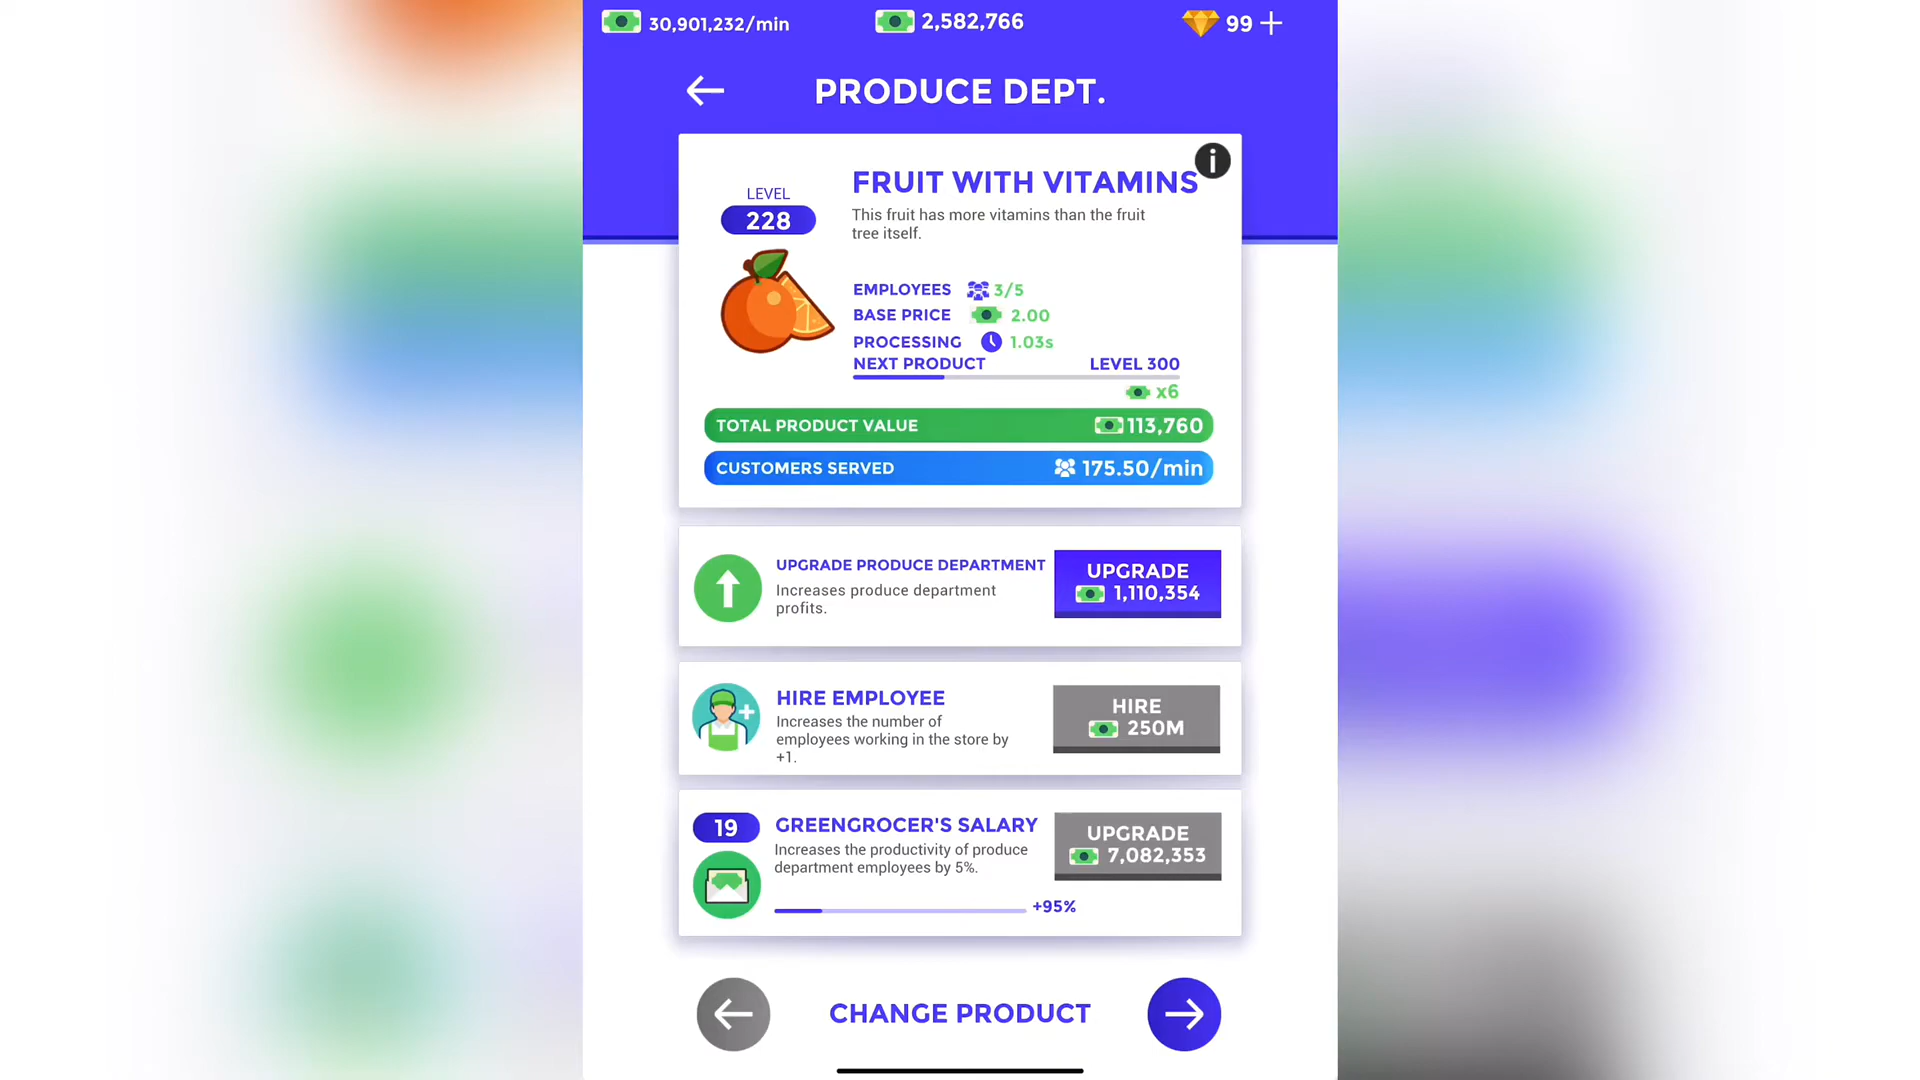 30,901,232/min
2,582,766
99
PRODUCE DEPT.
LEVEL
228
FRUIT WITH VITAMINS
This fruit has more vitamins than the fruit
tree itself.
EMPLOYEES 3/5
BASE PRICE 2.00
PROCESSING 1.03s
NEXT PRODUCT LEVEL 300
x6
TOTAL PRODUCT VALUE 113,760
CUSTOMERS SERVED 175.50/min
UPGRADE PRODUCE DEPARTMENT
Increases produce department
profits.
UPGRADE
1,110,354
HIRE EMPLOYEE
Increases the number of
employees working in the store by
+1.
HIRE
250M
19
GREENGROCER'S SALARY
Increases the productivity of produce
department employees by 5%.
+95%
UPGRADE
7,082,353
CHANGE PRODUCT